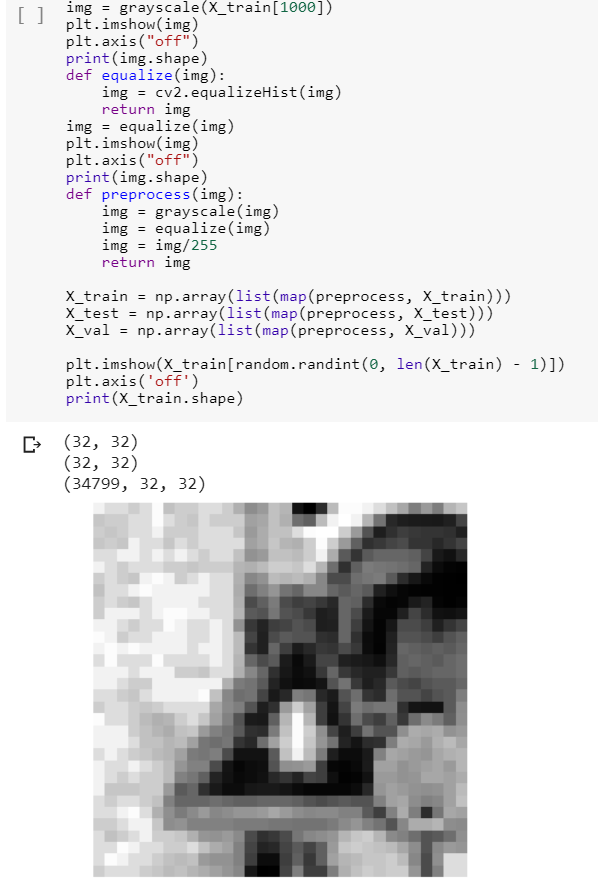 [ ]
img = grayscale(X_train[1000])
plt.imshow(img)
plt.axis("off")
print(img.shape)
def equalize(img):
    img = cv2.equalizeHist(img)
    return img
img = equalize(img)
plt.imshow(img)
plt.axis("off")
print(img.shape)
def preprocess(img):
    img = grayscale(img)
    img = equalize(img)
    img = img/255
    return img

X_train = np.array(list(map(preprocess, X_train)))
X_test = np.array(list(map(preprocess, X_test)))
X_val = np.array(list(map(preprocess, X_val)))

plt.imshow(X_train[random.randint(0, len(X_train) - 1)])
plt.axis('off')
print(X_train.shape)
(32, 32)
(32, 32)
(34799, 32, 32)